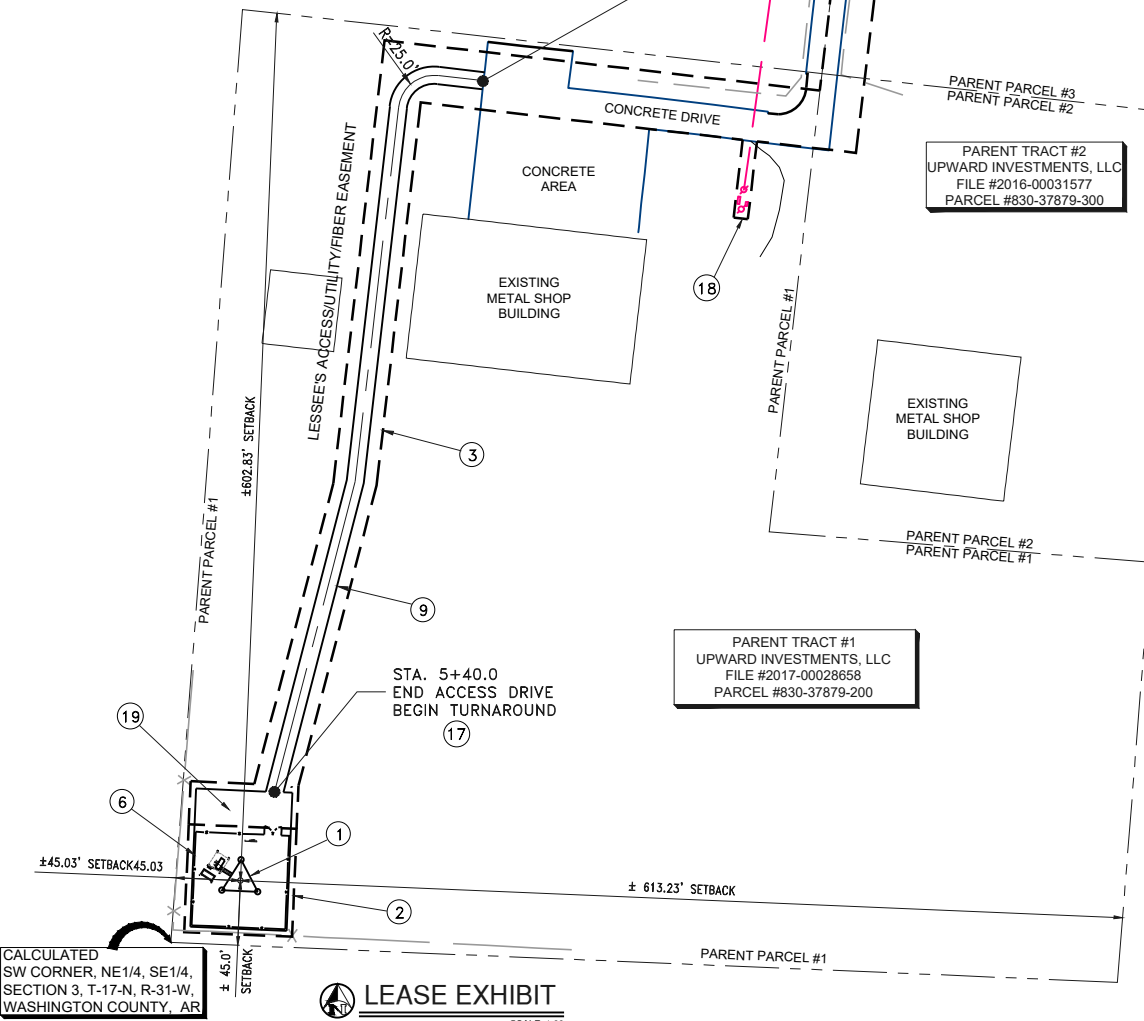 R=25.0'
PARENT PARCEL #3
PARENT PARCEL #2
CONCRETE DRIVE
PARENT TRACT #2
UPWARD INVESTMENTS, LLC
FILE #2016-00031577
PARCEL #830-37879-300
CONCRETE
AREA
LESSEE'S ACCESS/UTILITY/FIBER EASEMENT
EXISTING
METAL SHOP
BUILDING
18
PARENT PARCEL #1
±602.83' SETBACK
EXISTING
METAL SHOP
BUILDING
3
PARENT PARCEL #1
PARENT PARCEL #2
PARENT PARCEL #1
9
PARENT TRACT #1
UPWARD INVESTMENTS, LLC
FILE #2017-00028658
PARCEL #830-37879-200
STA. 5+40.0
END ACCESS DRIVE
BEGIN TURNAROUND
17
19
6
1
±45.03' SETBACK45.03
± 613.23' SETBACK
2
PARENT PARCEL #1
± 45.0'
SETBACK
CALCULATED
SW CORNER, NE1/4, SE1/4,
SECTION 3, T-17-N, R-31-W,
WASHINGTON COUNTY, AR
N
LEASE EXHIBIT